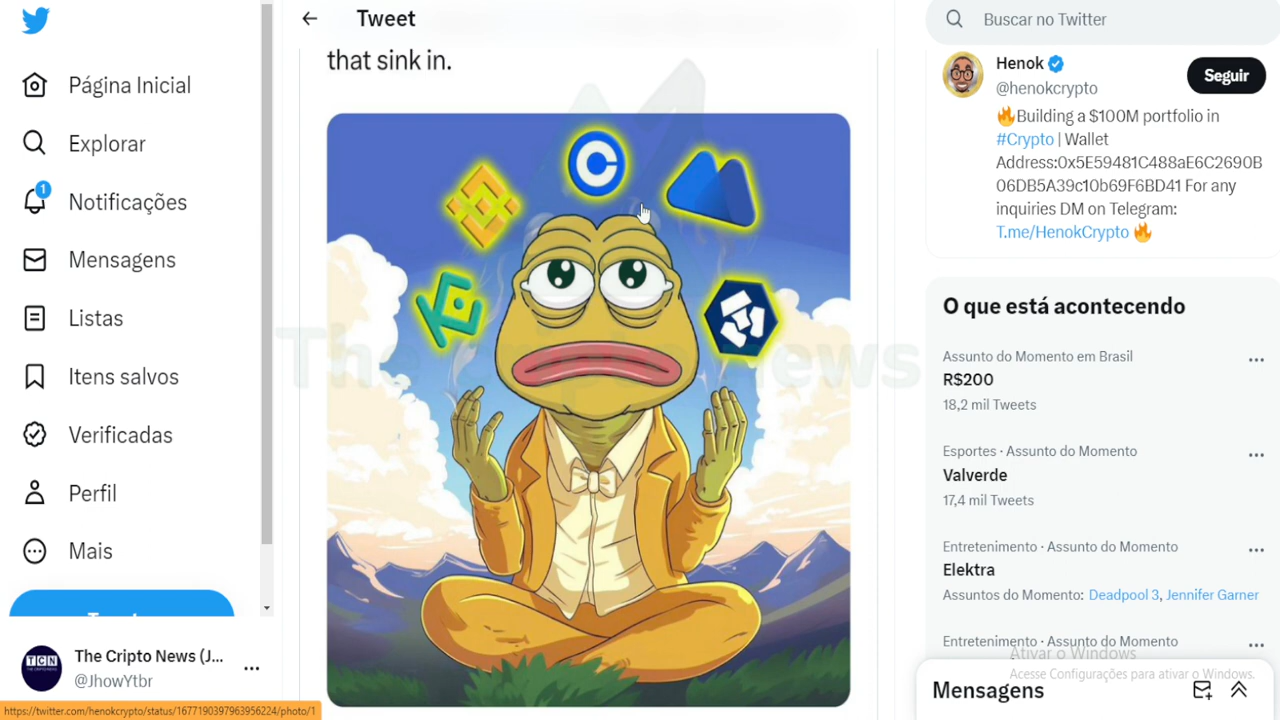 Página Inicial
Explorar
1
Notificações
Mensagens
Listas
Itens salvos
Verificadas
Perfil
Mais
The Cripto News (J...
@JhowYtbr
https://twitter.com/henokcrypto/status/1677190397963956224/photo/1
Tweet
that sink in.
The Cripto News
TCN
Buscar no Twitter
Henok
@henokcrypto
Seguir
🔥Building a $100M portfolio in
#Crypto | Wallet
Address:0x5E59481C488aE6C2690B
06DB5A39c10b69F6BD41 For any
inquiries DM on Telegram:
T.me/HenokCrypto 🔥
O que está acontecendo
Assunto do Momento em Brasil
R$200
18,2 mil Tweets
Esportes · Assunto do Momento
Valverde
17,4 mil Tweets
Entretenimento · Assunto do Momento
Elektra
Assuntos do Momento: Deadpool 3, Jennifer Garner
Entretenimento · Assunto do Momento
Ativar o Windows
Acesse Configurações para ativar o Windows.
Mensagens